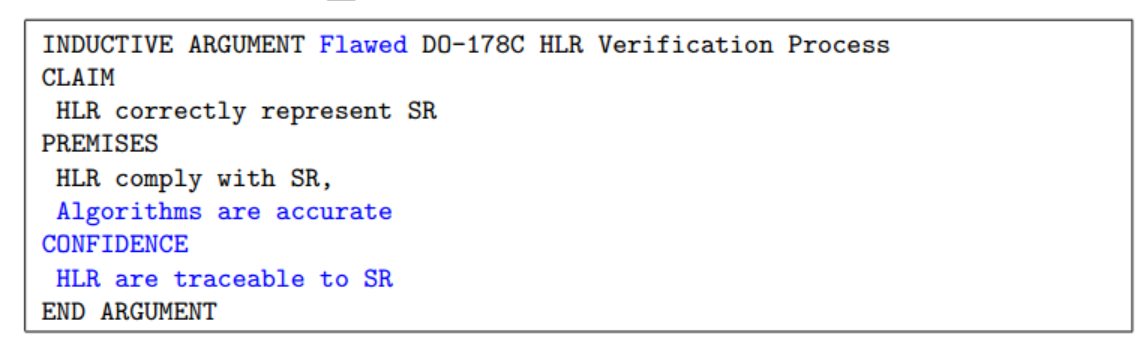 INDUCTIVE ARGUMENT Flawed DO-178C HLR Verification Process
CLAIM
HLR correctly represent SR
PREMISES
HLR comply with SR,
Algorithms are accurate
CONFIDENCE
HLR are traceable to SR
END ARGUMENT